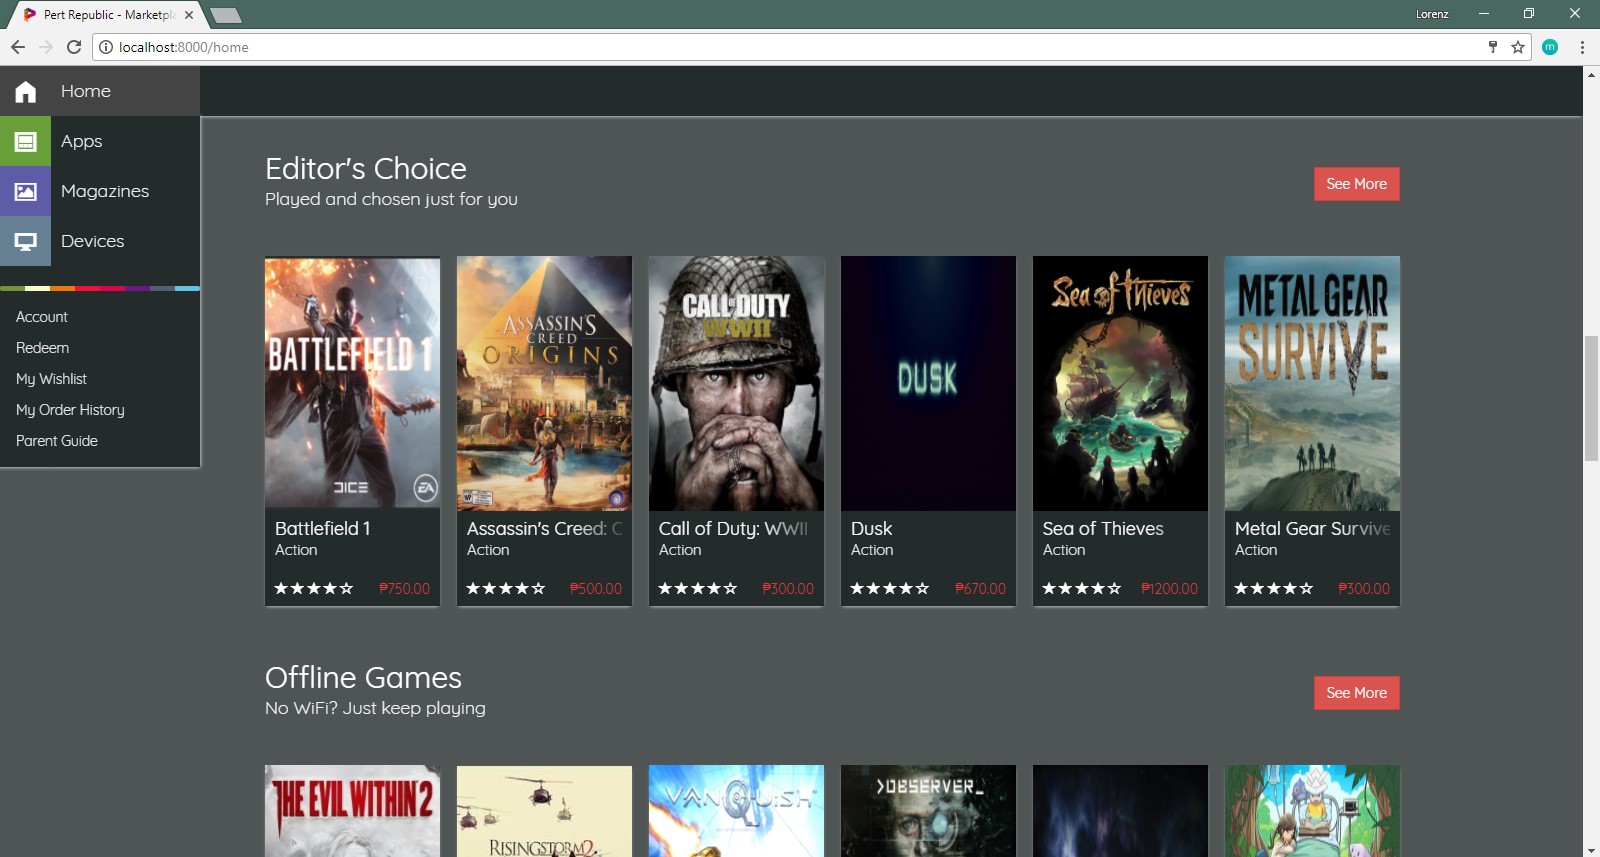 Pert Republic - Marketpla
Lorenz
localhost:8000/home
m
Home
Apps
Magazines
Devices
Account
Redeem
My Wishlist
My Order History
Parent Guide
Editor's Choice
Played and chosen just for you
See More
BATTLEFIELD 1
DICE
EA
ASSASSIN'S
CREED
ORIGINS
CALL OF DUTY
WWII
DUSK
Sea of Thieves
METAL GEAR
SURVIVE
Battlefield 1
Action
₱750.00
Assassin's Creed: O
Action
₱500.00
Call of Duty: WWII
Action
₱300.00
Dusk
Action
₱670.00
Sea of Thieves
Action
₱1200.00
Metal Gear Survive
Action
₱300.00
Offline Games
No WiFi? Just keep playing
See More
THE EVIL WITHIN 2
RISING STORM 2
VANQUISH
>OBSERVER_